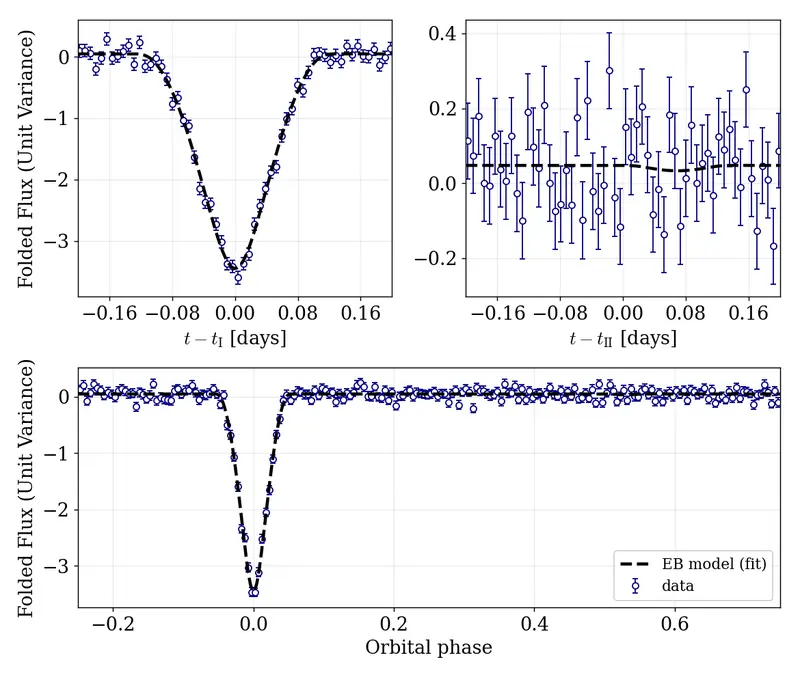 Folded Flux (Unit Variance)
0
−1
−2
−3
−0.16 −0.08 0.00 0.08 0.16
t − tI [days]
0.4
0.2
0.0
−0.2
−0.16 −0.08 0.00 0.08 0.16
t − tII [days]
Folded Flux (Unit Variance)
0
−1
−2
−3
EB model (fit)
data
−0.2 0.0 0.2 0.4 0.6
Orbital phase